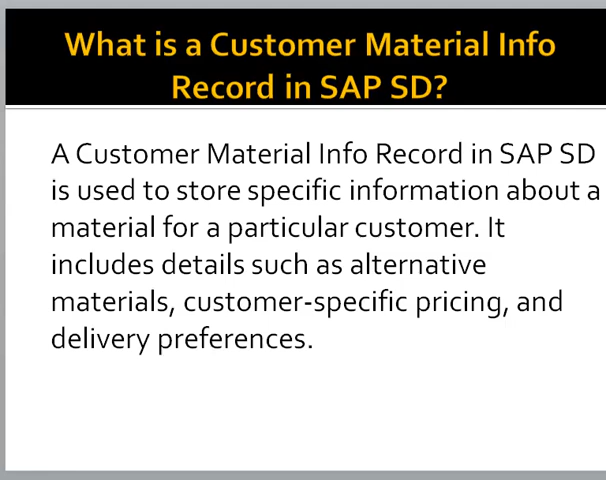 What is a Customer Material Info
Record in SAP SD?
A Customer Material Info Record in SAP SD
is used to store specific information about a
material for a particular customer. It
includes details such as alternative
materials, customer-specific pricing, and
delivery preferences.